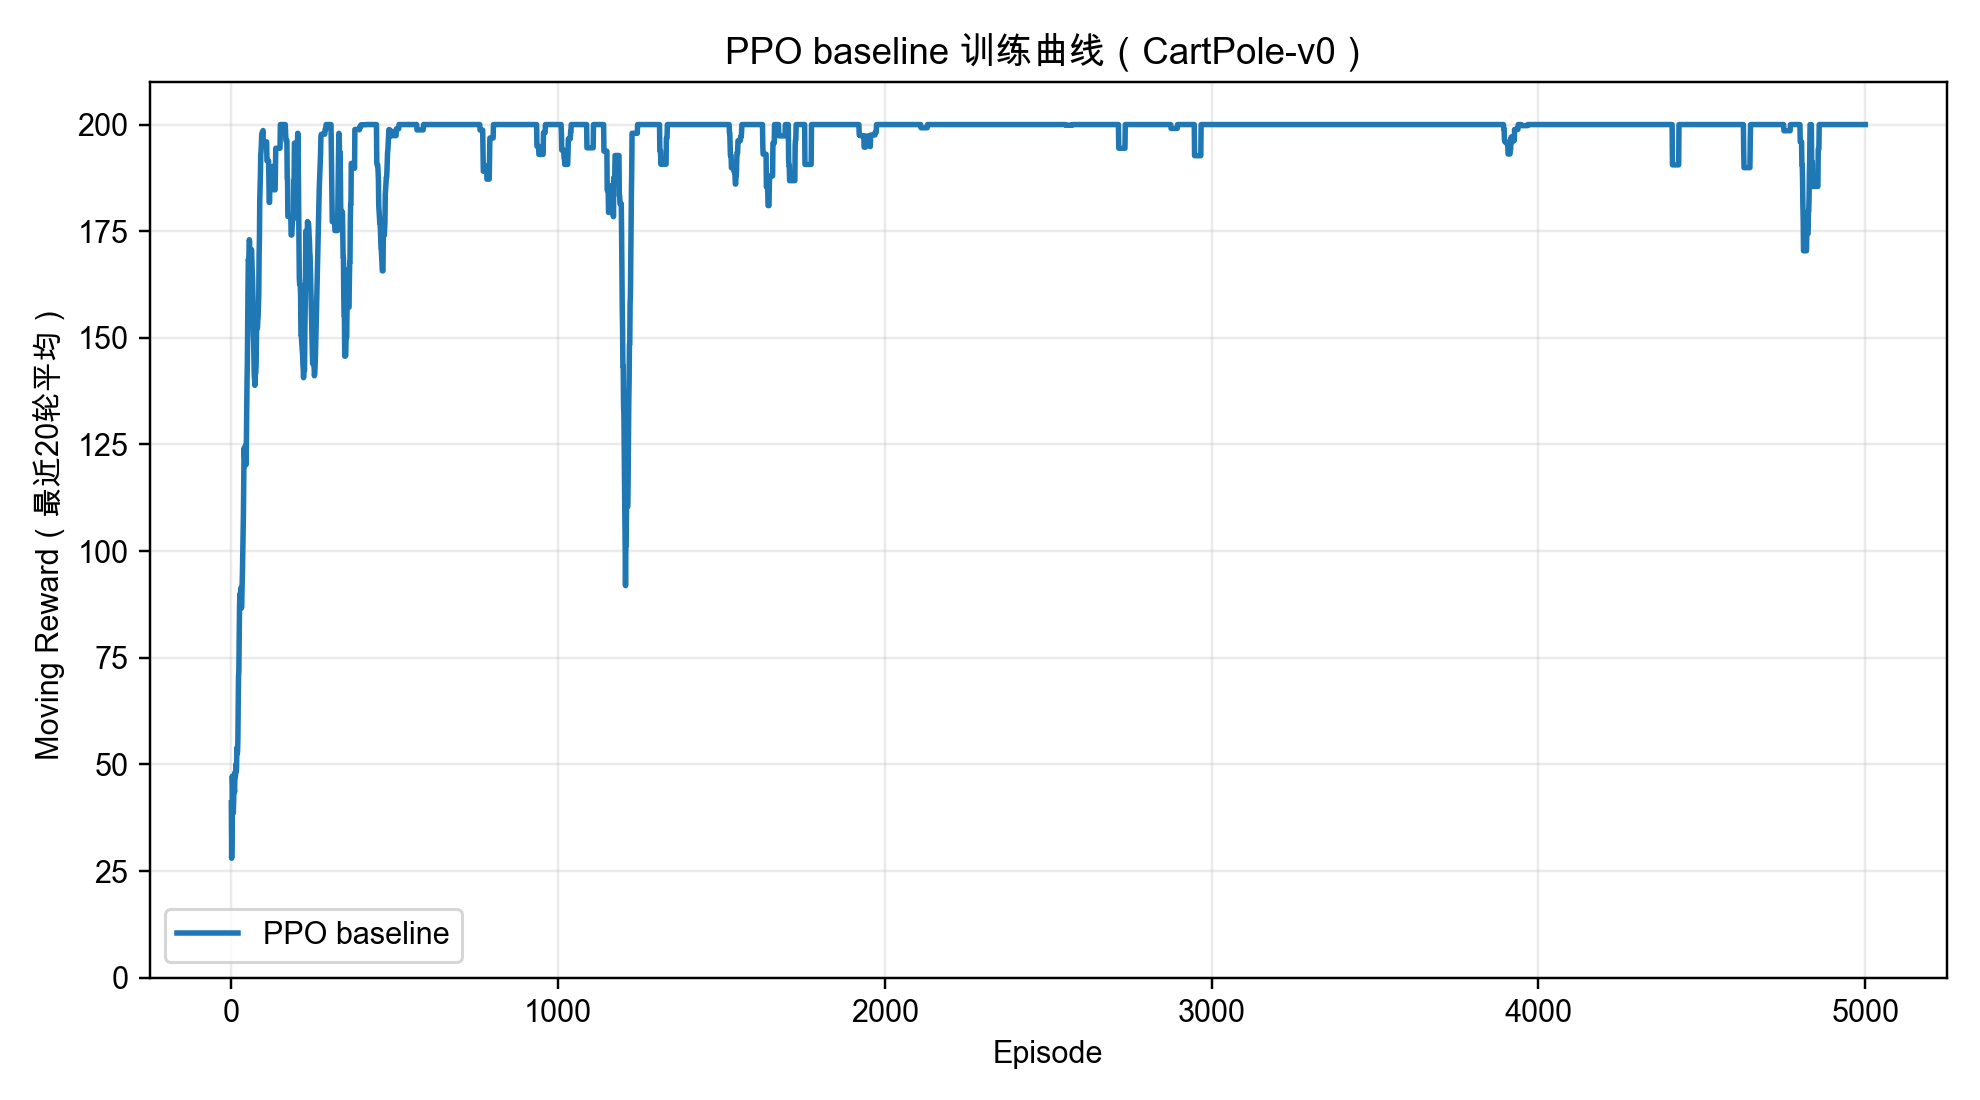 PPO baseline 训练曲线（CartPole-v0）
Moving Reward（最近20轮平均）
200
175
150
125
100
75
50
25
0
PPO baseline
0 1000 2000 3000 4000 5000
Episode